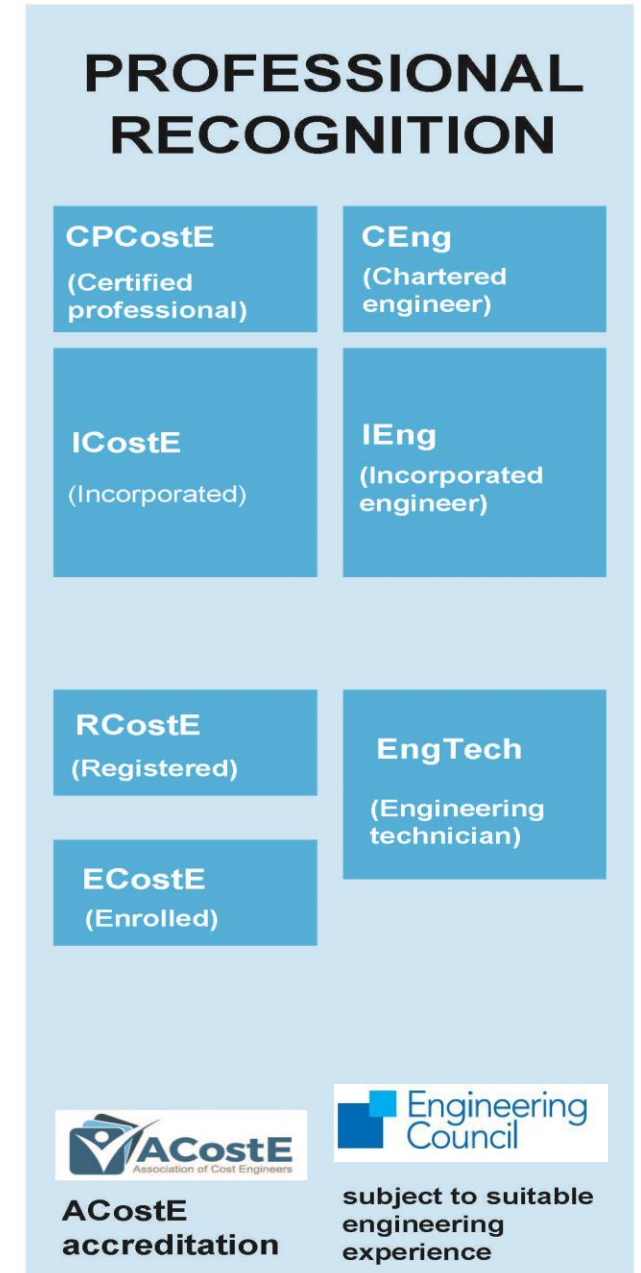 PROFESSIONAL
RECOGNITION
CPCostE
(Certified
professional)
CEng
(Chartered
engineer)
ICostE
(Incorporated)
IEng
(Incorporated
engineer)
RCostE
(Registered)
EngTech
(Engineering
technician)
ECostE
(Enrolled)
ACostE
Association of Cost Engineers
ACostE
accreditation
Engineering
Council
subject to suitable
engineering
experience